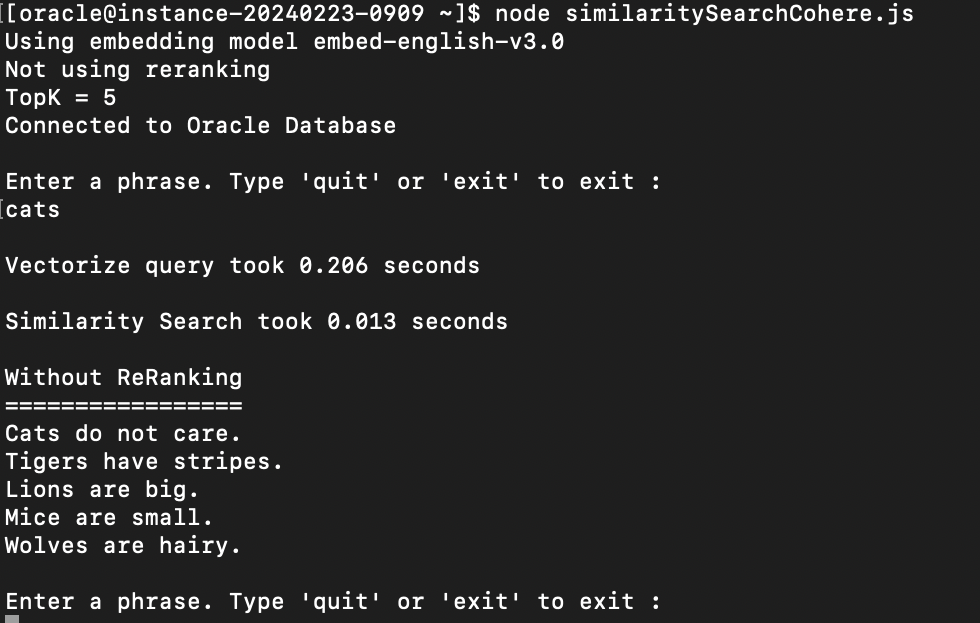 [[oracle@instance-20240223-0909 ~]$ node similaritySearchCohere.js
Using embedding model embed-english-v3.0
Not using reranking
TopK = 5
Connected to Oracle Database
Enter a phrase. Type 'quit' or 'exit' to exit :
[cats
Vectorize query took 0.206 seconds
Similarity Search took 0.013 seconds
Without ReRanking
=================
Cats do not care.
Tigers have stripes.
Lions are big.
Mice are small.
Wolves are hairy.
Enter a phrase. Type 'quit' or 'exit' to exit :